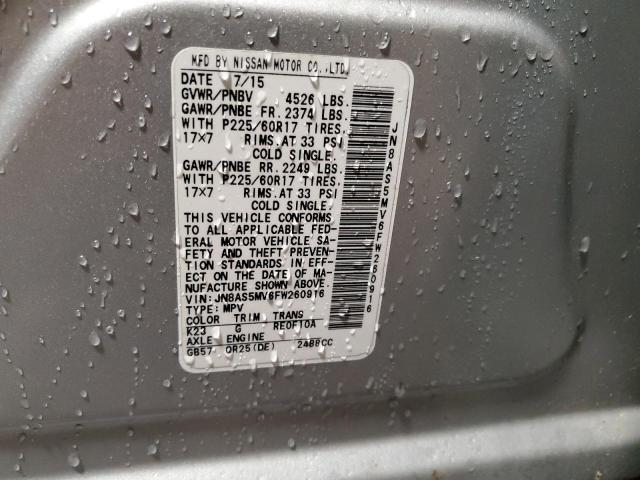 MFD BY NISSAN MOTOR CO.,LTD.
DATE 7/15
GVWR/PNBV 4526 LBS.
GAWR/PNBE FR. 2374 LBS.
WITH P225/60R17 TIRES,
17×7 RIMS.AT 33 PSI
COLD SINGLE.
GAWR/PNBE RR. 2249 LBS.
WITH P225/60R17 TIRES,
17×7 RIMS.AT 33 PSI
COLD SINGLE.
THIS VEHICLE CONFORMS
TO ALL APPLICABLE FED-
ERAL MOTOR VEHICLE SA-
FETY AND THEFT PREVEN-
TION STANDARDS IN EFF-
ECT ON THE DATE OF MA-
NUFACTURE SHOWN ABOVE.
VIN: JN8AS5MV6FW260916
TYPE: MPV
COLOR TRIM TRANS
K23 G RE0F10A
AXLE ENGINE
GB57 QR25(DE) 2488CC
JN8AS5MV6FW260916